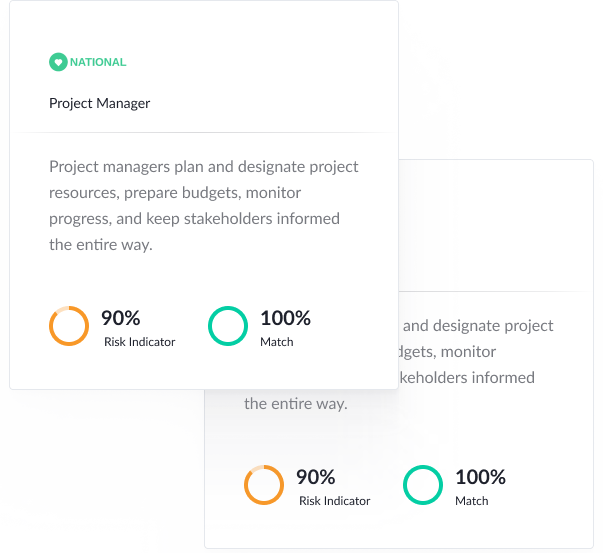 NATIONAL
Project Manager
Project managers plan and designate project
resources, prepare budgets, monitor
progress, and keep stakeholders informed
the entire way.
90%
Risk Indicator
100%
Match
and designate project
monitor
informed
the entire way.
90%
Risk Indicator
100%
Match